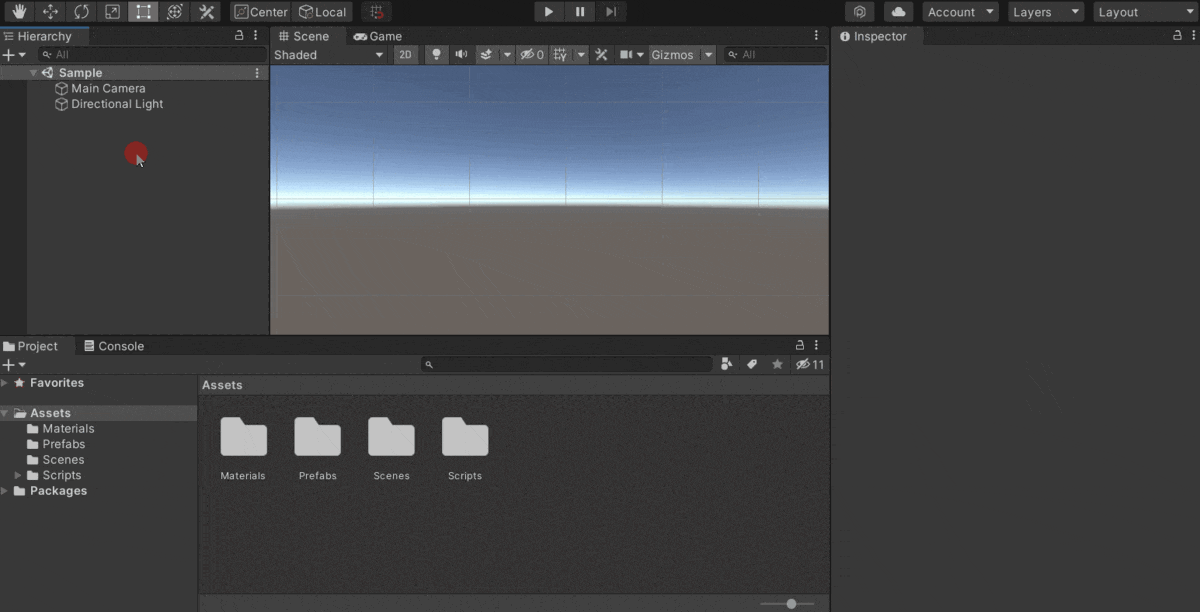 Center Local Account Layers Layout
Hierarchy Scene Game Inspector
All Shaded 2D 0 Gizmos All
Sample
Main Camera
Directional Light
Project Console
11
Favorites
Assets
Assets
Materials
Prefabs
Scenes
Scripts
Packages
Materials Prefabs Scenes Scripts